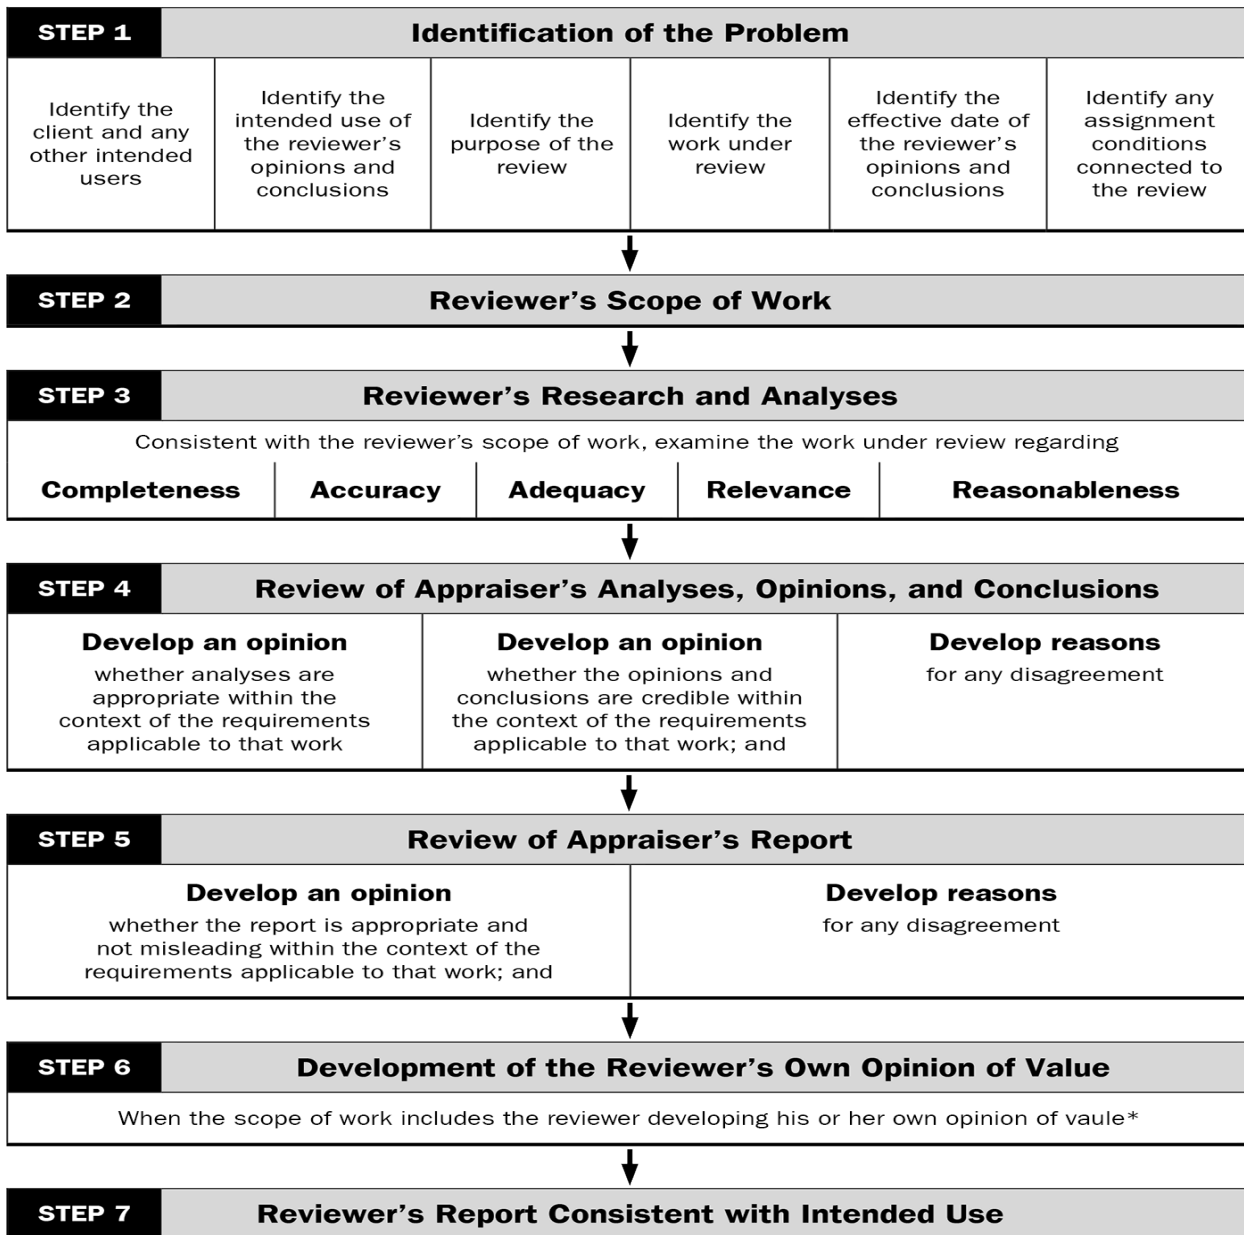 STEP 1 Identification of the Problem
Identify the
client and any
other intended
users
Identify the
intended use of
the reviewer’s
opinions and
conclusions
Identify the
purpose of the
review
Identify the
work under
review
Identify the
effective date of
the reviewer’s
opinions and
conclusions
Identify any
assignment
conditions
connected to
the review
STEP 2 Reviewer’s Scope of Work
STEP 3 Reviewer’s Research and Analyses
Consistent with the reviewer’s scope of work, examine the work under review regarding
Completeness Accuracy Adequacy Relevance Reasonableness
STEP 4 Review of Appraiser’s Analyses, Opinions, and Conclusions
Develop an opinion
whether analyses are
appropriate within the
context of the requirements
applicable to that work
Develop an opinion
whether the opinions and
conclusions are credible within
the context of the requirements
applicable to that work; and
Develop reasons
for any disagreement
STEP 5 Review of Appraiser’s Report
Develop an opinion
whether the report is appropriate and
not misleading within the context of the
requirements applicable to that work; and
Develop reasons
for any disagreement
STEP 6 Development of the Reviewer’s Own Opinion of Value
When the scope of work includes the reviewer developing his or her own opinion of vaule*
STEP 7 Reviewer’s Report Consistent with Intended Use